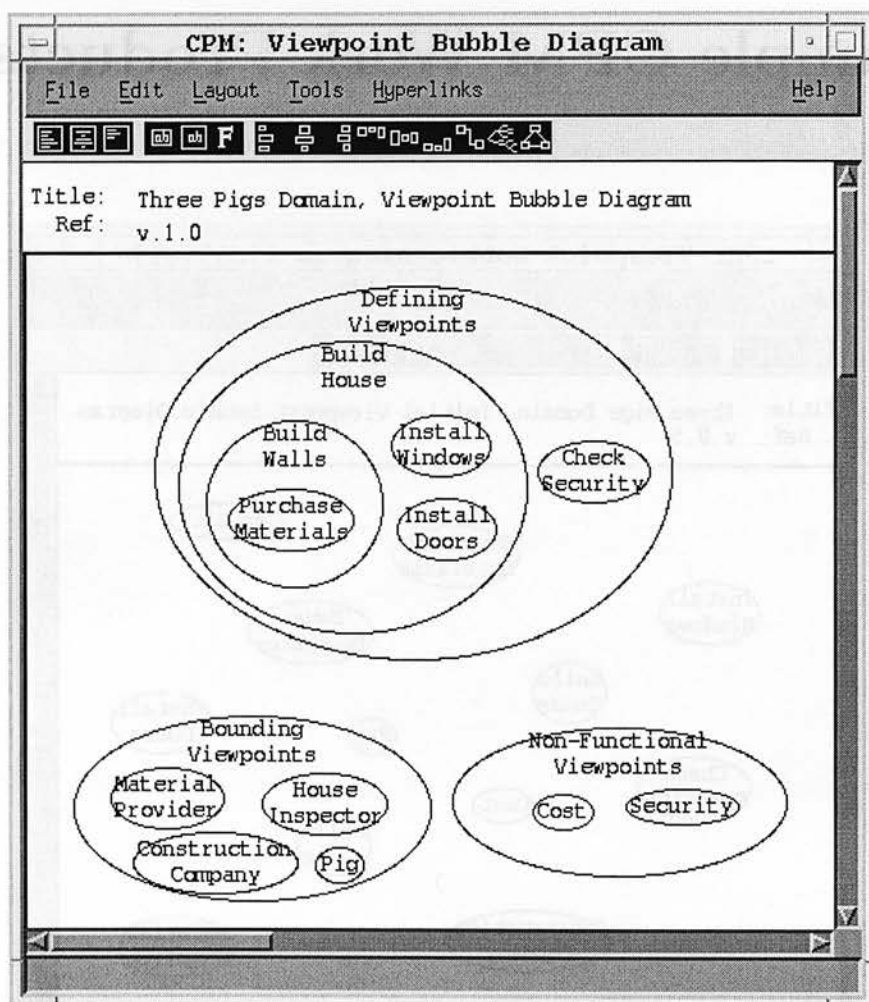 CPM: Viewpoint Bubble Diagram
File Edit Layout Tools Hyperlinks Help
Title: Three Pigs Domain, Viewpoint Bubble Diagram
Ref: v.1.0
Defining
Viewpoints
Build
House
Build
Walls
Install
Windows
Check
Security
Purchase
Materials
Install
Doors
Bounding
Viewpoints
Material
Provider
House
Inspector
Construction
Company
Pig
Non-Functional
Viewpoints
Cost
Security